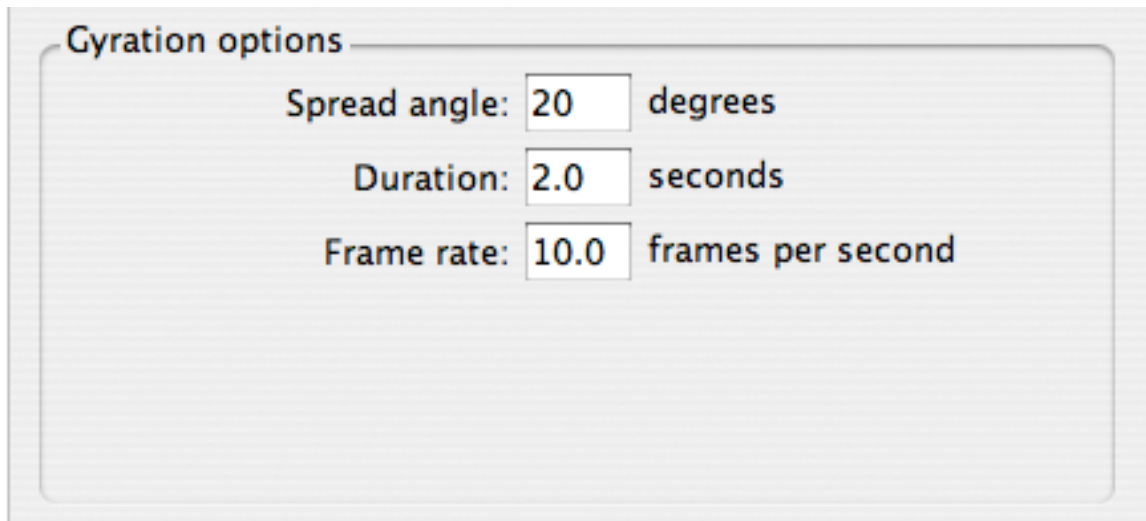 Gyration options
Spread angle: 20 degrees
Duration: 2.0 seconds
Frame rate: 10.0 frames per second